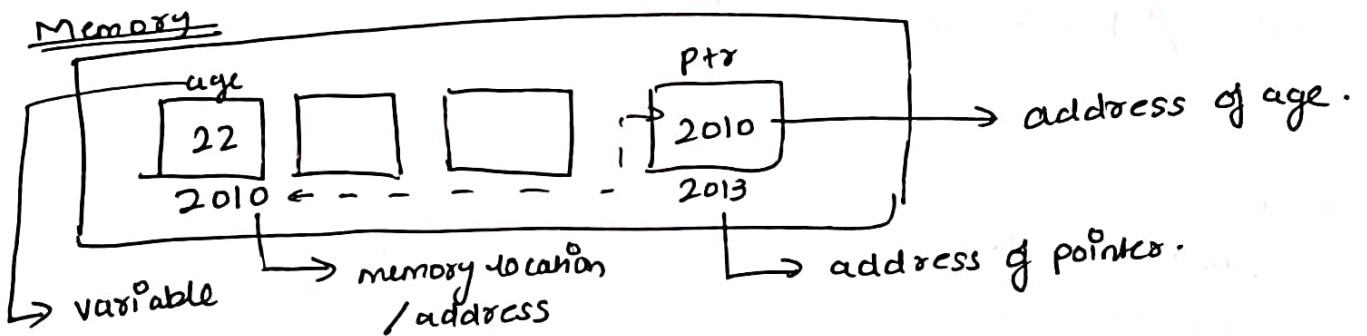 Memory
age
ptr
22
2010
address of age.
2010
2013
memory location
/address
address of pointer.
variable